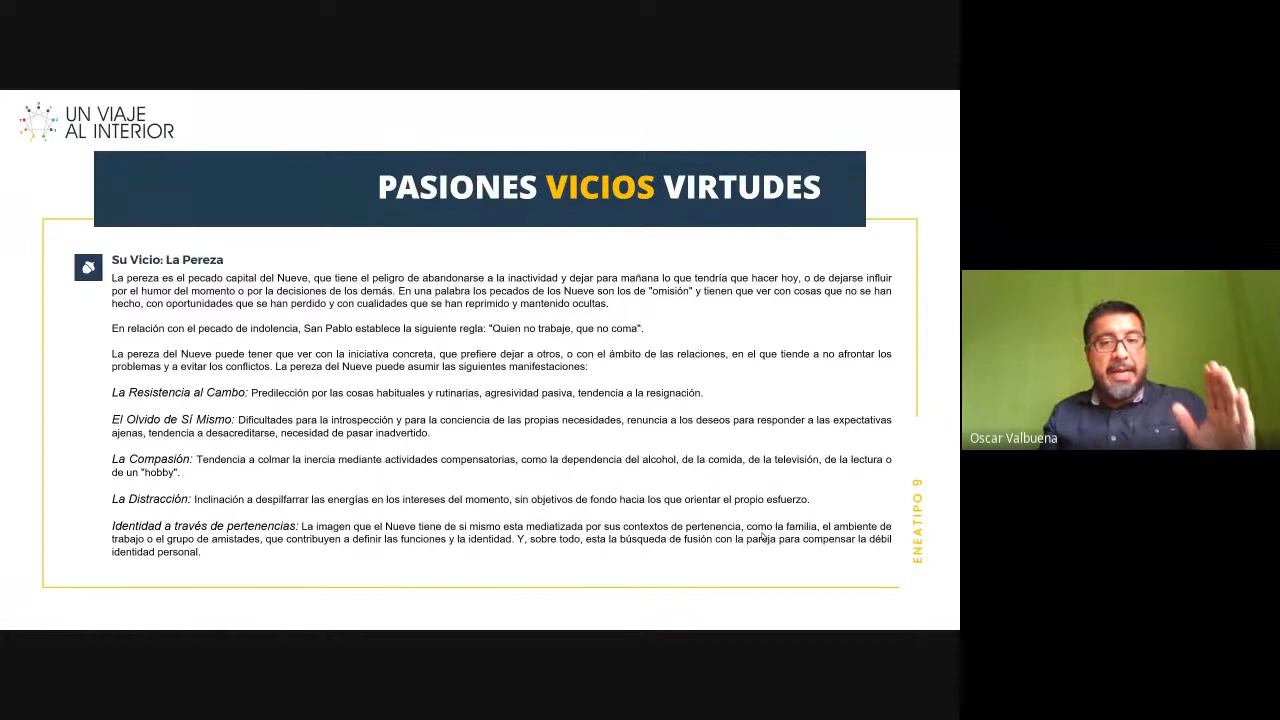 UN VIAJE
AL INTERIOR
PASIONES VICIOS VIRTUDES
Su Vicio: La Pereza
La pereza es el pecado capital del Nueve, que tiene el peligro de abandonarse a la inactividad y dejar para mañana lo que tendría que hacer hoy, o de dejarse influir
por el humor del momento o por la decisiones de los demás. En una palabra los pecados de los Nueve son los de "omisión" y tienen que ver con cosas que no se han
hecho, con oportunidades que se han perdido y con cualidades que se han reprimido y mantenido ocultas.
En relación con el pecado de indolencia, San Pablo establece la siguiente regla: "Quien no trabaje, que no coma".
La pereza del Nueve puede tener que ver con la iniciativa concreta, que prefiere dejar a otros, o con el ámbito de las relaciones, en el que tiende a no afrontar los
problemas y a evitar los conflictos. La pereza del Nueve puede asumir las siguientes manifestaciones:
La Resistencia al Cambo: Predilección por las cosas habituales y rutinarias, agresividad pasiva, tendencia a la resignación.
El Olvido de Sí Mismo: Dificultades para la introspección y para la conciencia de las propias necesidades, renuncia a los deseos para responder a las expectativas
ajenas, tendencia a desacreditarse, necesidad de pasar inadvertido.
La Compasión: Tendencia a colmar la inercia mediante actividades compensatorias, como la dependencia del alcohol, de la comida, de la televisión, de la lectura o
de un "hobby".
La Distracción: Inclinación a despilfarrar las energías en los intereses del momento, sin objetivos de fondo hacia los que orientar el propio esfuerzo.
Identidad a través de pertenencias: La imagen que el Nueve tiene de si mismo esta mediatizada por sus contextos de pertenencia, como la familia, el ambiente de
trabajo o el grupo de amistades, que contribuyen a definir las funciones y la identidad. Y, sobre todo, esta la búsqueda de fusión con la pareja para compensar la débil
identidad personal.
ENEATIPO 9
Oscar Valbuena